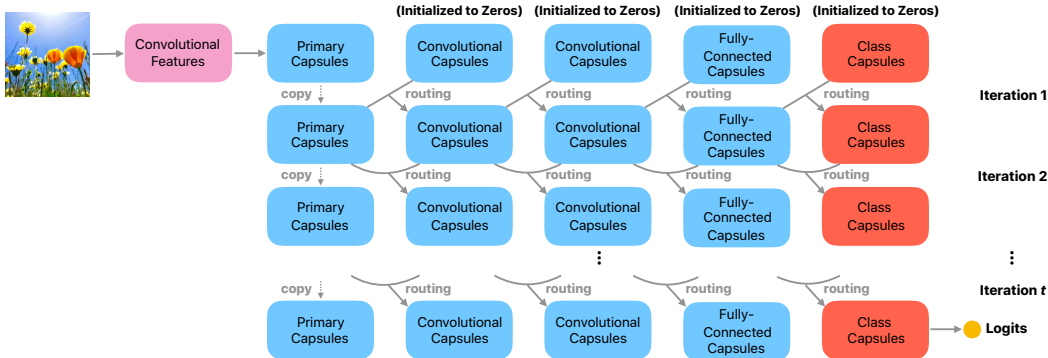 (Initialized to Zeros) (Initialized to Zeros) (Initialized to Zeros) (Initialized to Zeros)
Convolutional
Features
Primary
Capsules
Convolutional
Capsules
Convolutional
Capsules
Fully-
Connected
Capsules
Class
Capsules
copy routing routing routing routing Iteration 1
Primary
Capsules
Convolutional
Capsules
Convolutional
Capsules
Fully-
Connected
Capsules
Class
Capsules
copy routing routing routing routing Iteration 2
Primary
Capsules
Convolutional
Capsules
Convolutional
Capsules
Fully-
Connected
Capsules
Class
Capsules
copy routing routing routing routing Iteration t
Primary
Capsules
Convolutional
Capsules
Convolutional
Capsules
Fully-
Connected
Capsules
Class
Capsules
Logits